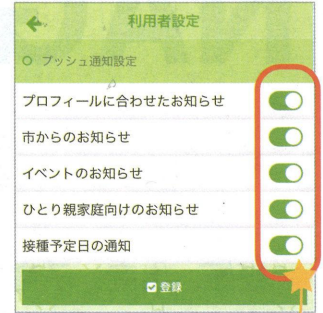 利用者設定
プッシュ通知設定
プロフィールに合わせたお知らせ
市からのお知らせ
イベントのお知らせ
ひとり親家庭向けのお知らせ
接種予定日の通知
登録